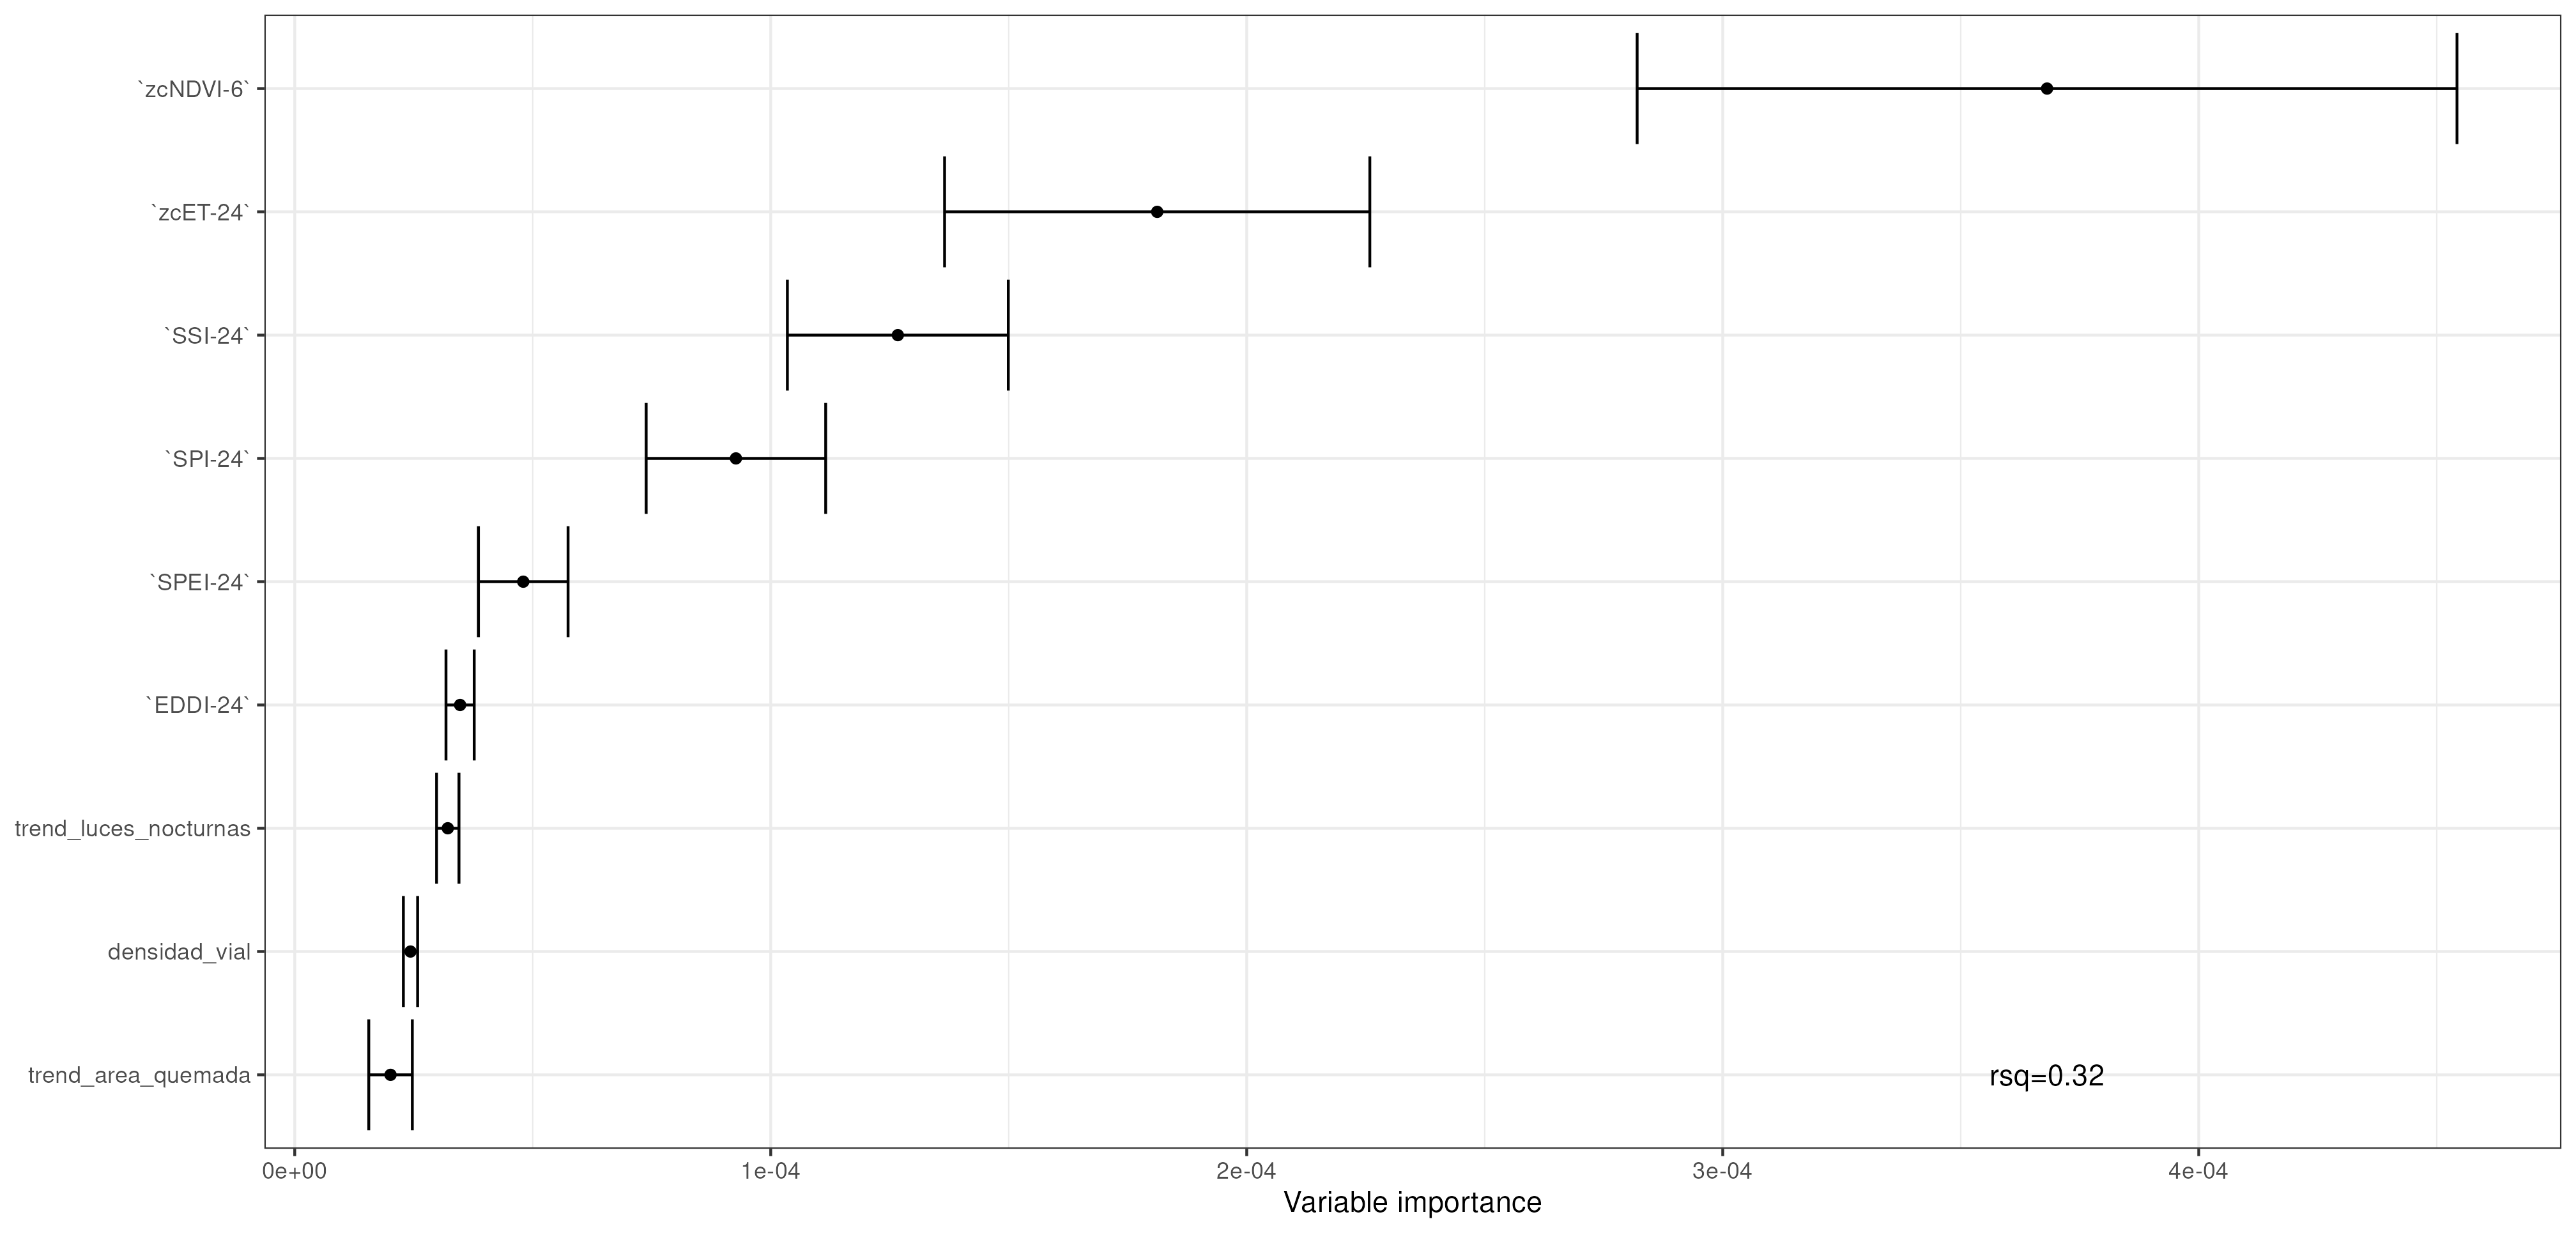 `zcNDVI-6`
`zcET-24`
`SSI-24`
`SPI-24`
`SPEI-24`
`EDDI-24`
trend_luces_nocturnas
densidad_vial
trend_area_quemada
rsq=0.32
0e+00 1e-04 2e-04 3e-04 4e-04
Variable importance